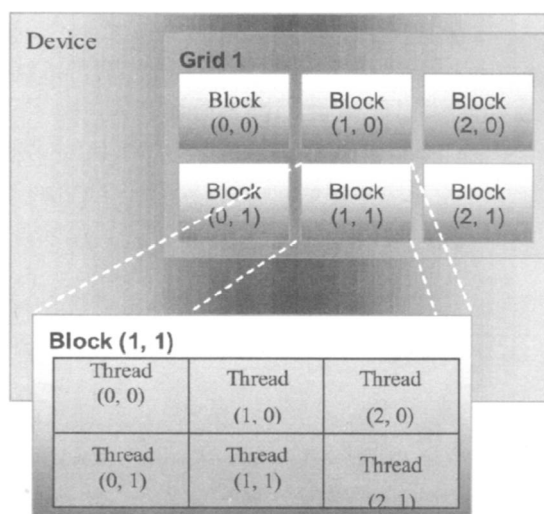 Device
Grid 1
Block
(0, 0)
Block
(1, 0)
Block
(2, 0)
Block
(0, 1)
Block
(1, 1)
Block
(2, 1)
Block (1, 1)
Thread
(0, 0)
Thread
(1, 0)
Thread
(2, 0)
Thread
(0, 1)
Thread
(1, 1)
Thread
(2, 1)